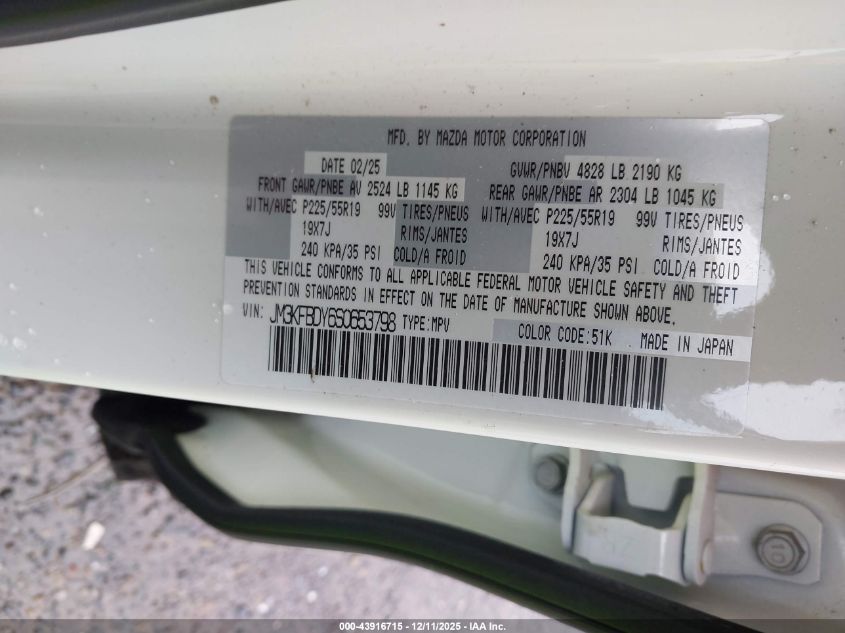 MFD. BY MAZDA MOTOR CORPORATION
DATE 02/25 GVWR/PNBV 4828 LB 2190 KG
FRONT GAWR/PNBE AV 2524 LB 1145 KG REAR GAWR/PNBE AR 2304 LB 1045 KG
WITH/AVEC P225/55R19 99V TIRES/PNEUS WITH/AVEC P225/55R19 99V TIRES/PNEUS
19X7J RIMS/JANTES 19X7J RIMS/JANTES
240 KPA/35 PSI COLD/A FROID 240 KPA/35 PSI COLD/A FROID
THIS VEHICLE CONFORMS TO ALL APPLICABLE FEDERAL MOTOR VEHICLE SAFETY AND THEFT
PREVENTION STANDARDS IN EFFECT ON THE DATE OF MANUFACTURE SHOWN ABOVE.
VIN: JM3KFBDY6S0653798 TYPE:MPV
COLOR CODE:51K MADE IN JAPAN
10
000-43916715 - 12/11/2025 - IAA Inc.